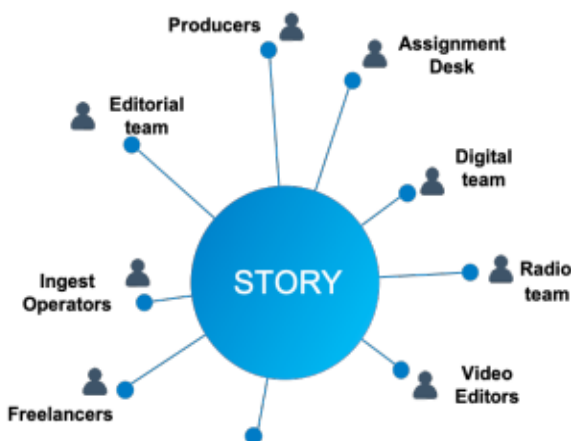 Producers
Assignment
Desk
Editorial
team
Digital
team
STORY
Ingest
Operators
Radio
team
Video
Editors
Freelancers